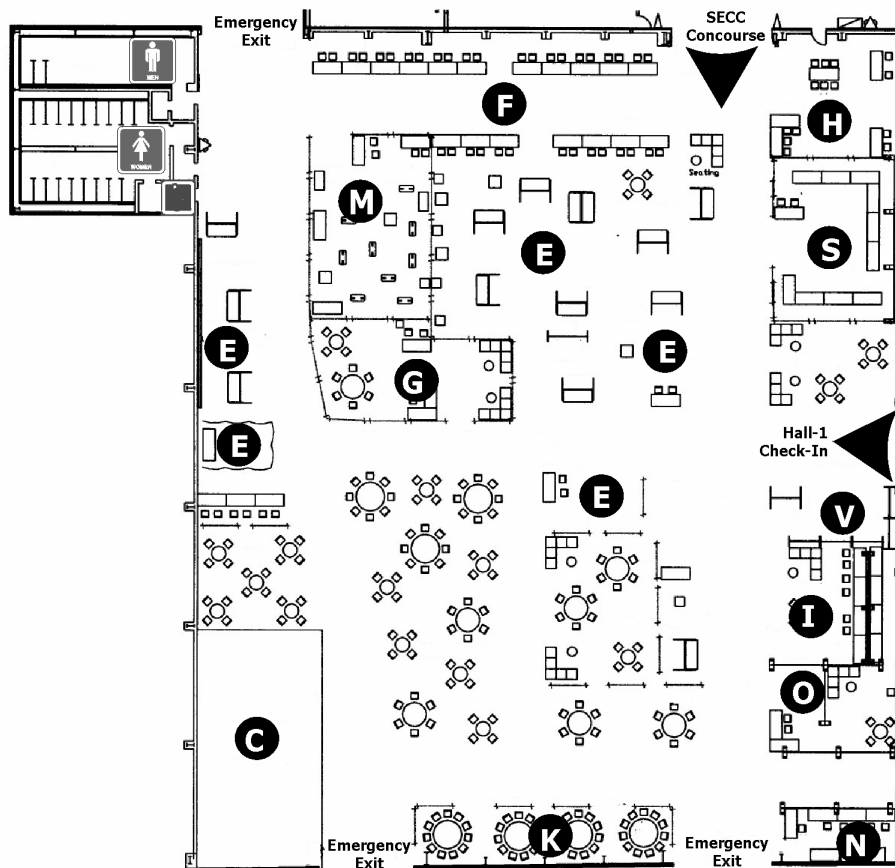 Emergency
Exit
SECC
Concourse
MEN
WOMEN
F
H
Seating
M
E
S
E
E
G
E
Hall-1
Check-In
E
V
I
O
C
K
Emergency
Exit
Emergency
Exit
N